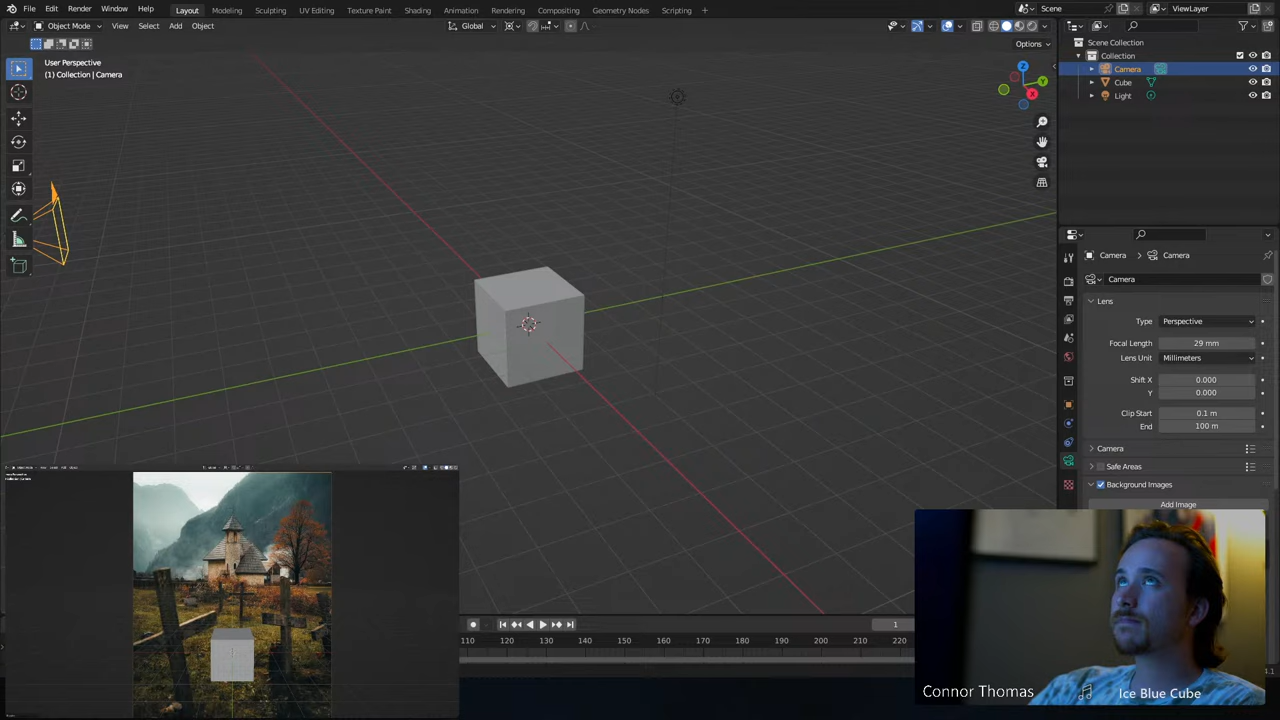 File Edit Render Window Help Layout Modeling Sculpting UV Editing Texture Paint Shading Animation Rendering Compositing Geometry Nodes Scripting Scene ViewLayer
Object Mode View Select Add Object Global
Options
User Perspective
(1) Collection | Camera
Z
Y
X
Scene Collection
Collection
Camera
Cube
Light
Camera > Camera
Camera
Lens
Type Perspective
Focal Length 29 mm
Lens Unit Millimeters
Shift X 0.000
Y 0.000
Clip Start 0.1 m
End 100 m
Camera
Safe Areas
Background Images
Add Image
1
110 120 130 140 150 160 170 180 190 200 210 220
Connor Thomas
Ice Blue Cube